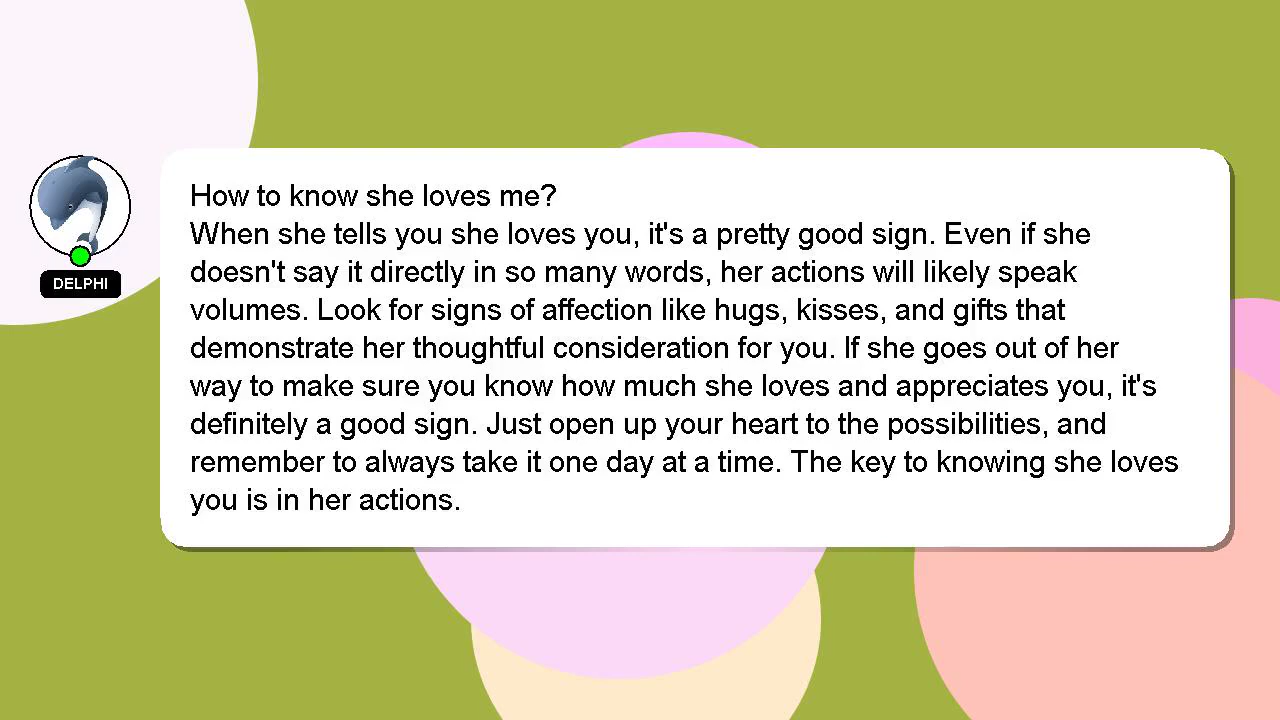 How to know she loves me?
When she tells you she loves you, it's a pretty good sign. Even if she
doesn't say it directly in so many words, her actions will likely speak
volumes. Look for signs of affection like hugs, kisses, and gifts that
demonstrate her thoughtful consideration for you. If she goes out of her
way to make sure you know how much she loves and appreciates you, it's
definitely a good sign. Just open up your heart to the possibilities, and
remember to always take it one day at a time. The key to knowing she loves
you is in her actions.
DELPHI